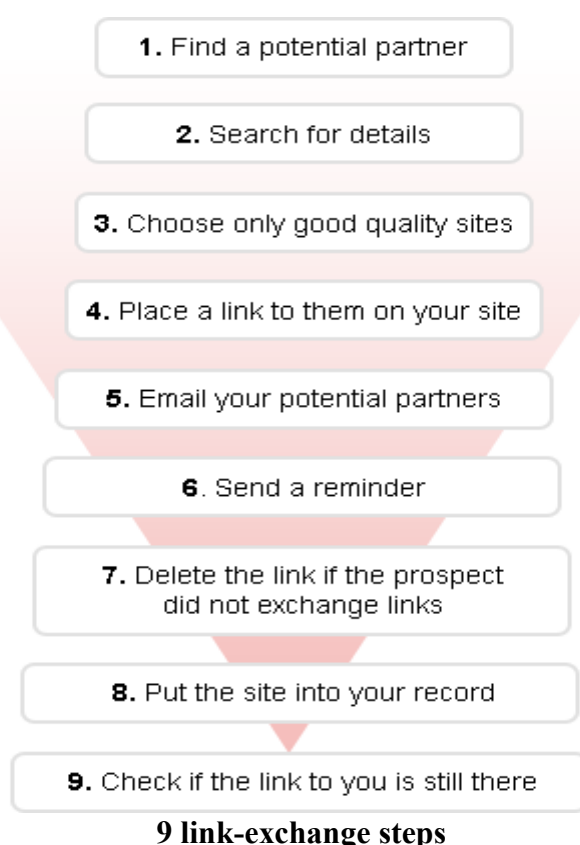 1. Find a potential partner
2. Search for details
3. Choose only good quality sites
4. Place a link to them on your site
5. Email your potential partners
6. Send a reminder
7. Delete the link if the prospect
did not exchange links
8. Put the site into your record
9. Check if the link to you is still there
9 link-exchange steps